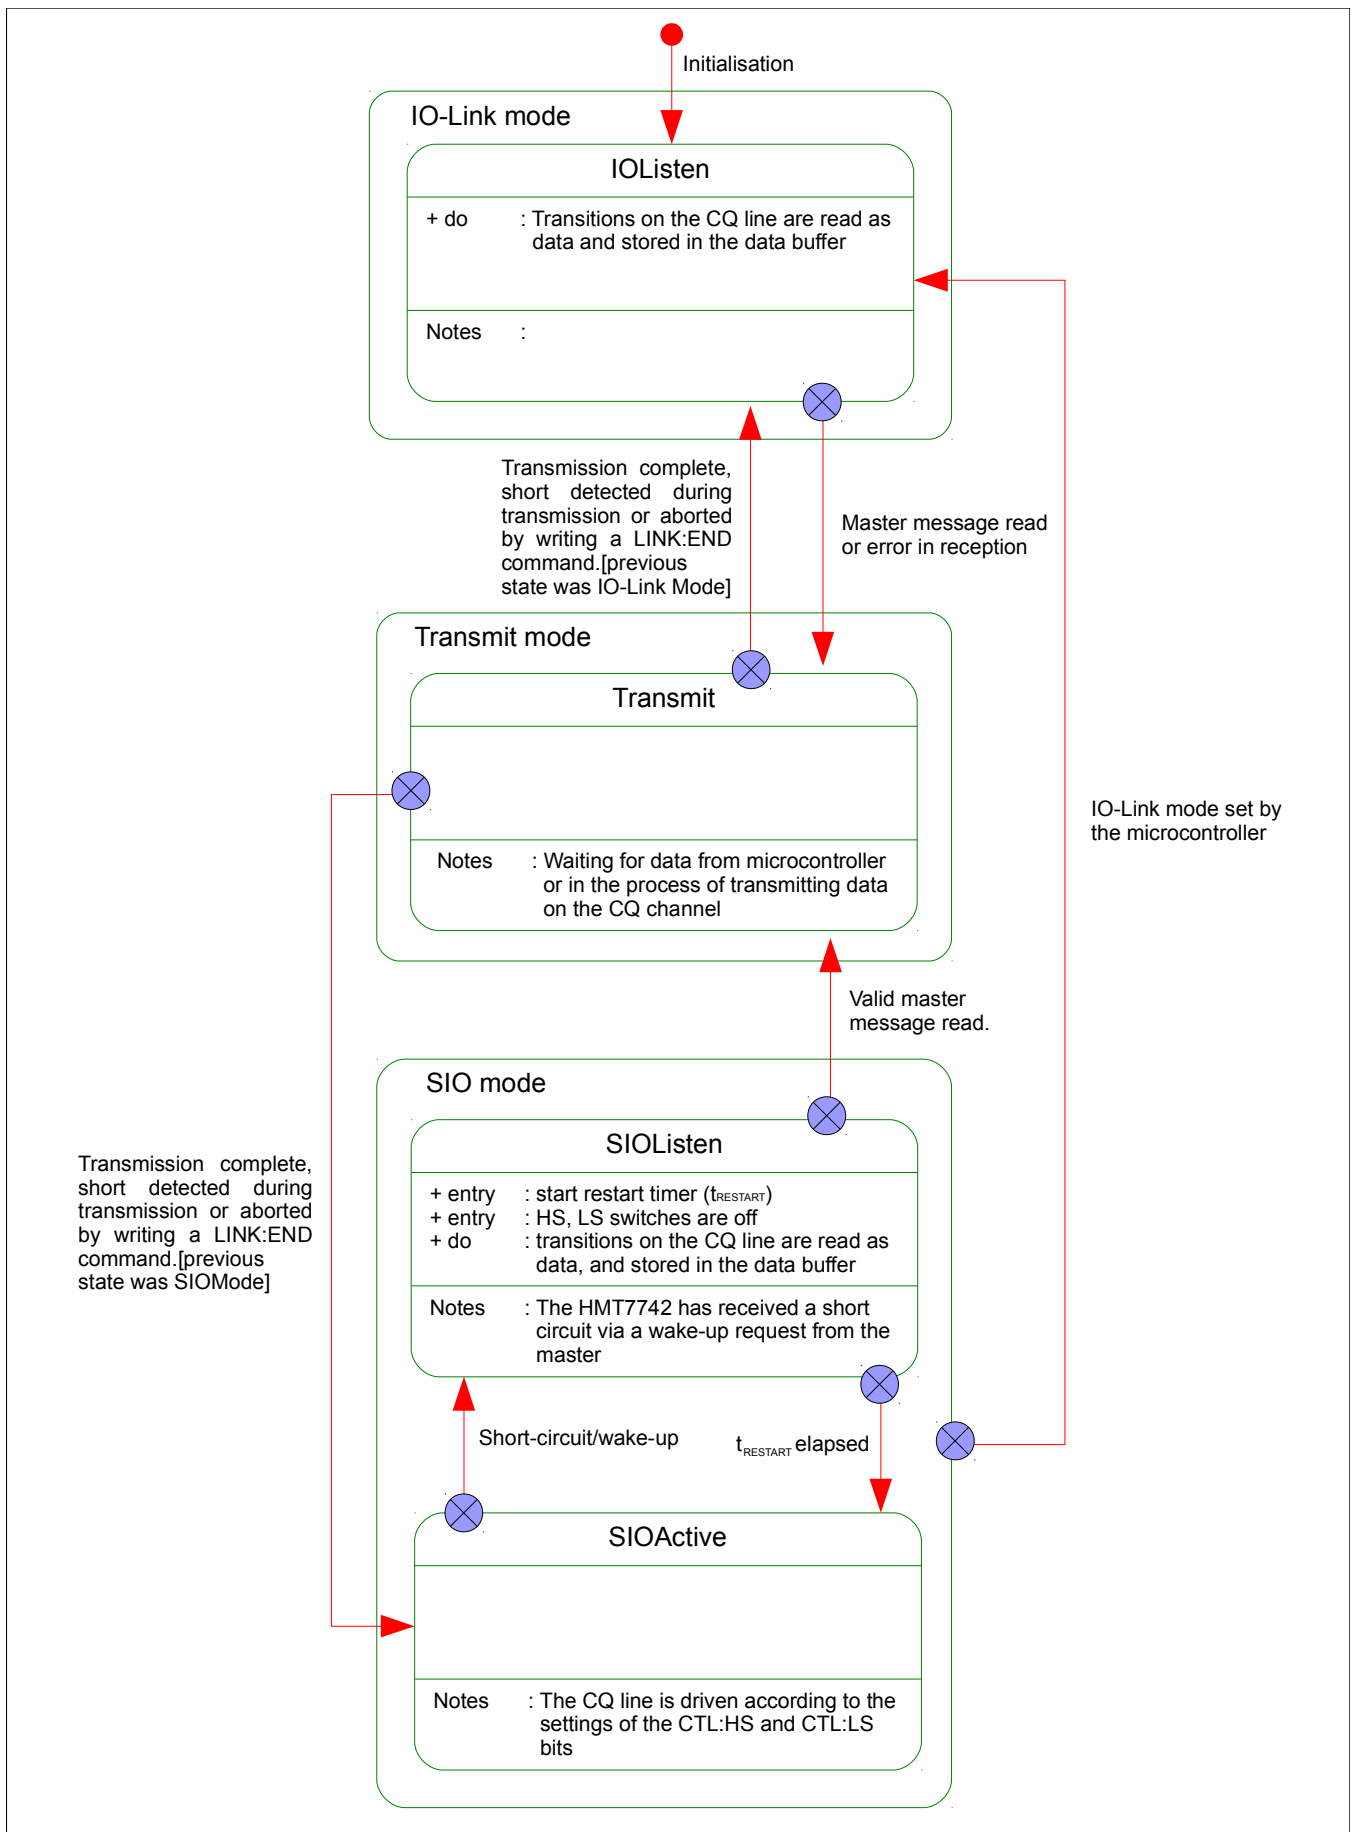 Initialisation
IO-Link mode
IOListen
+ do : Transitions on the CQ line are read as
data and stored in the data buffer
Notes :
Transmission complete,
short detected during
transmission or aborted
by writing a LINK:END
command.[previous
state was IO-Link Mode]
Master message read
or error in reception
Transmit mode
Transmit
Notes : Waiting for data from microcontroller
or in the process of transmitting data
on the CQ channel
IO-Link mode set by
the microcontroller
Valid master
message read.
SIO mode
SIOListen
+ entry : start restart timer (tRESTART)
+ entry : HS, LS switches are off
+ do : transitions on the CQ line are read as
data, and stored in the data buffer
Notes : The HMT7742 has received a short
circuit via a wake-up request from the
master
Transmission complete,
short detected during
transmission or aborted
by writing a LINK:END
command.[previous
state was SIOMode]
Short-circuit/wake-up
tRESTART elapsed
SIOActive
Notes : The CQ line is driven according to the
settings of the CTL:HS and CTL:LS
bits